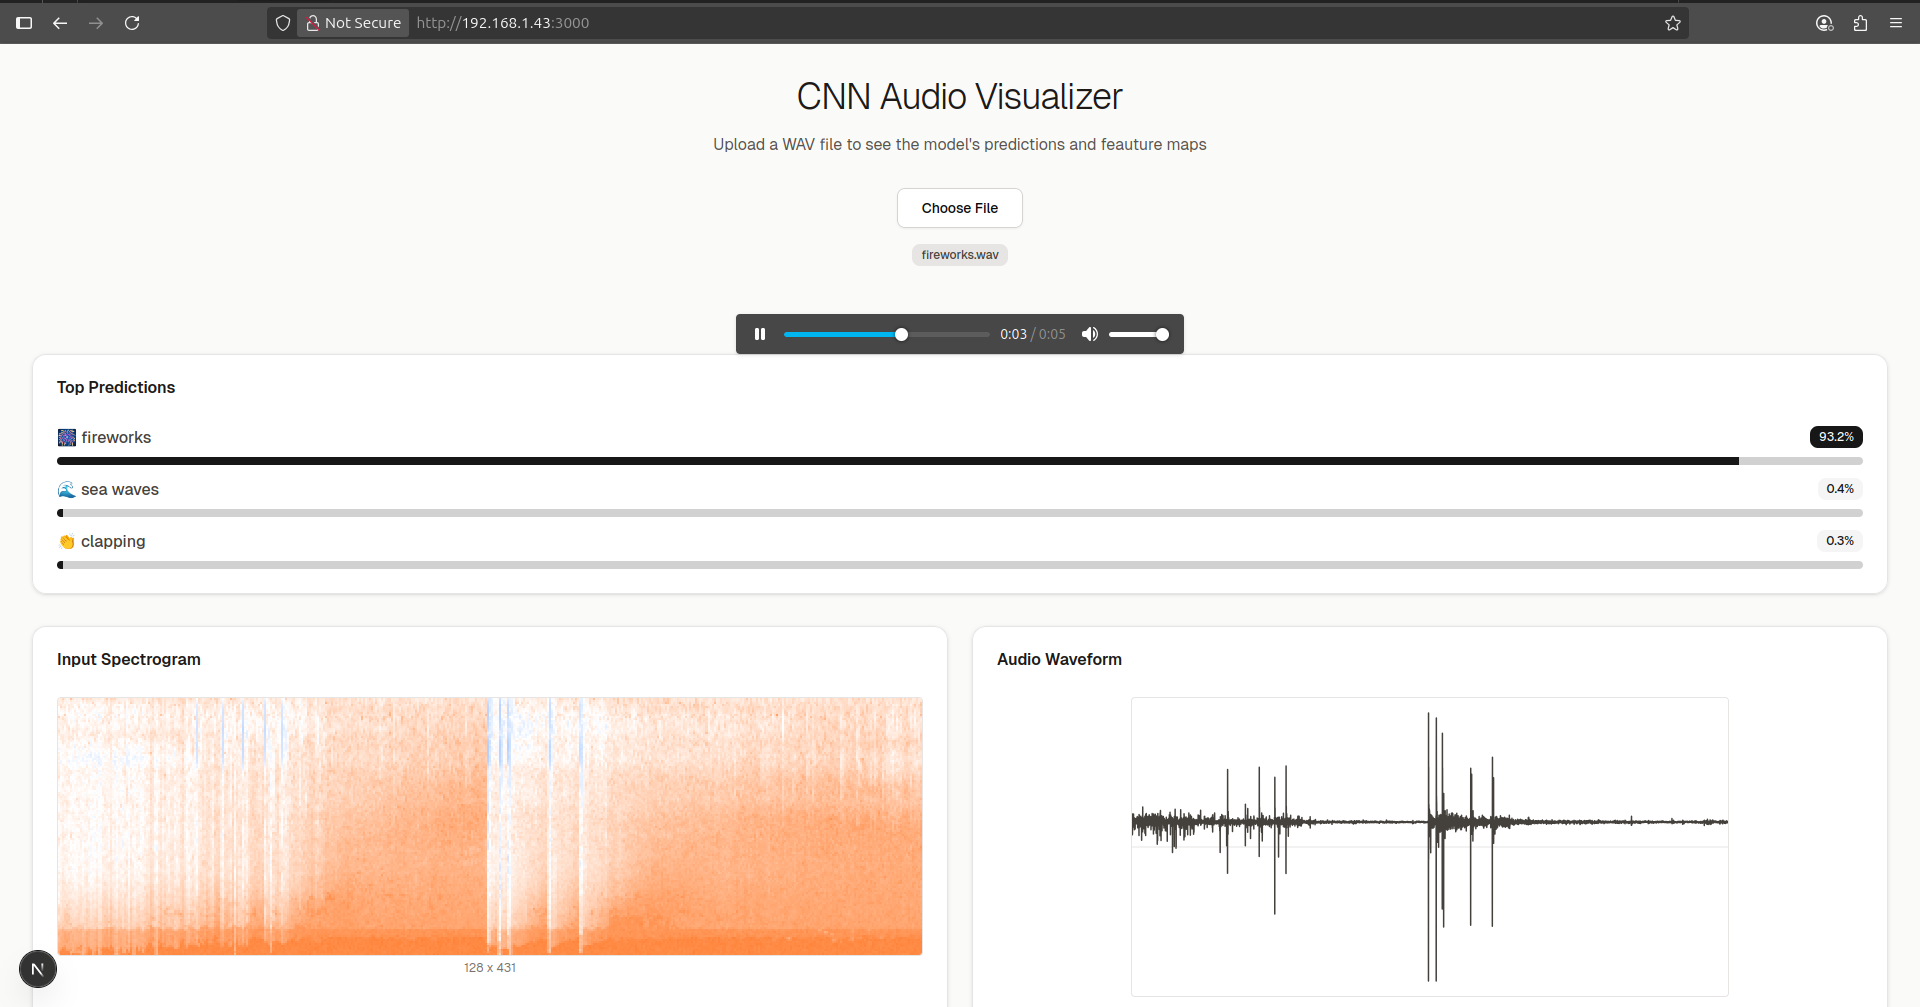 Not Secure http://192.168.1.43:3000
CNN Audio Visualizer
Upload a WAV file to see the model's predictions and feauture maps
Choose File
fireworks.wav
0:03 / 0:05
Top Predictions
fireworks 93.2%
sea waves 0.4%
clapping 0.3%
Input Spectrogram
128 x 431
Audio Waveform
N